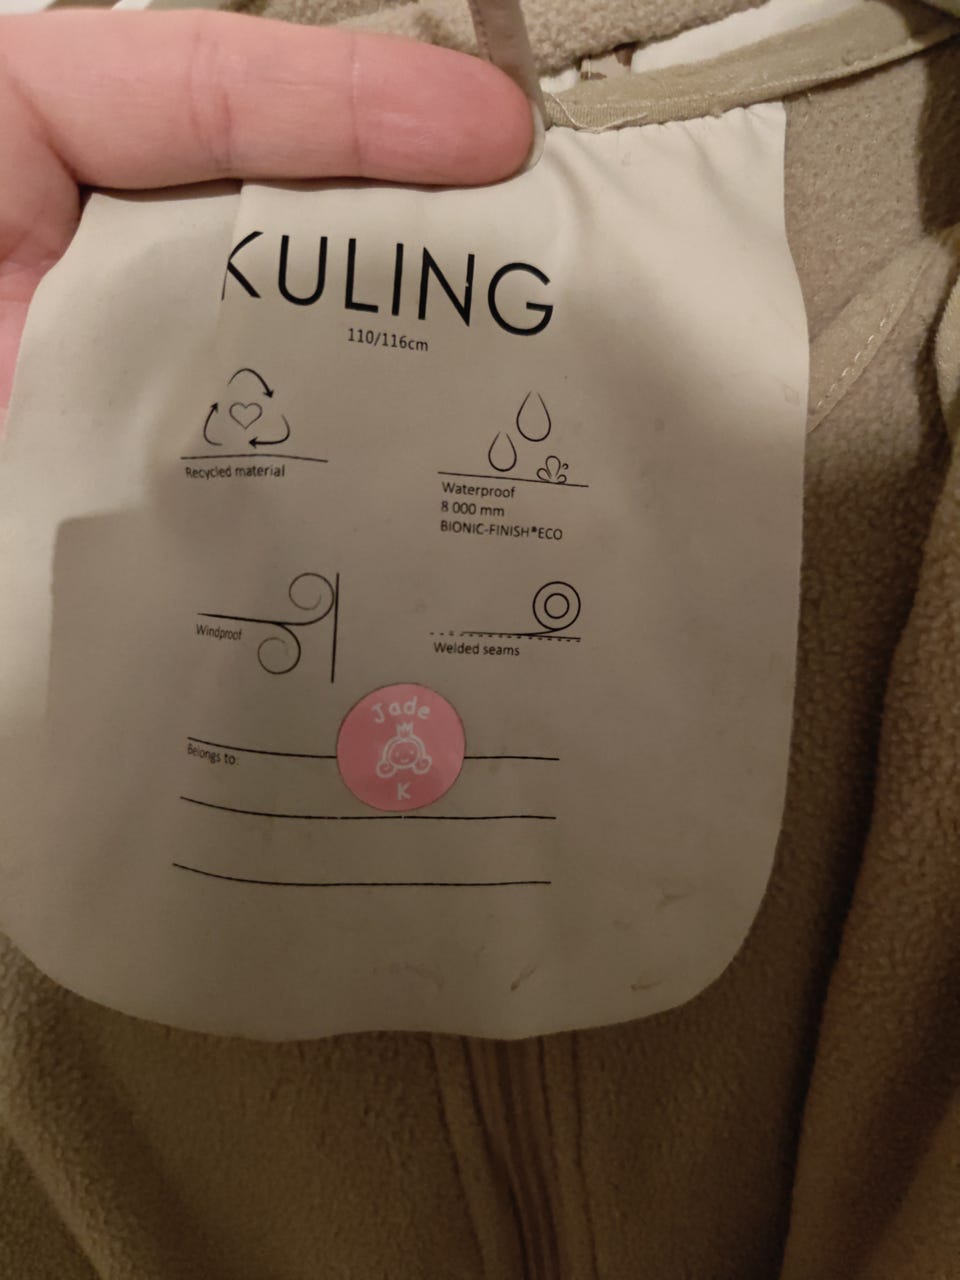 KULING
110/116cm
Recycled material
Waterproof
8 000 mm
BIONIC-FINISH®ECO
Windproof
Welded seams
Jade
Belongs to:
K